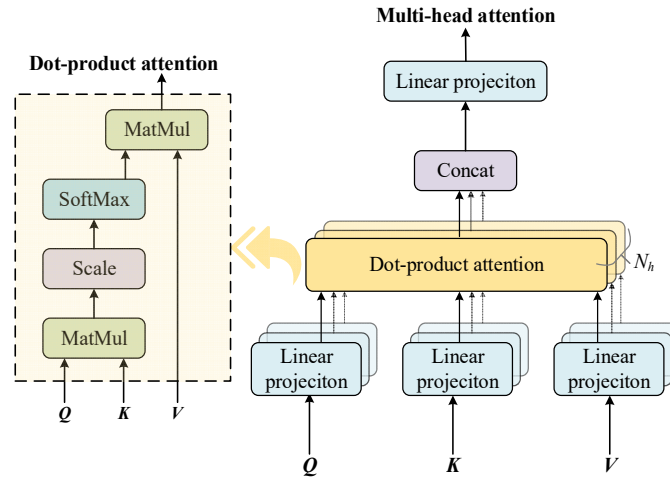 Multi-head attention
Dot-product attention
Linear projeciton
MatMul
Concat
SoftMax
Scale
Dot-product attention
N_h
MatMul
Linear
projeciton
Linear
projeciton
Linear
projeciton
Q
K
V
Q
K
V